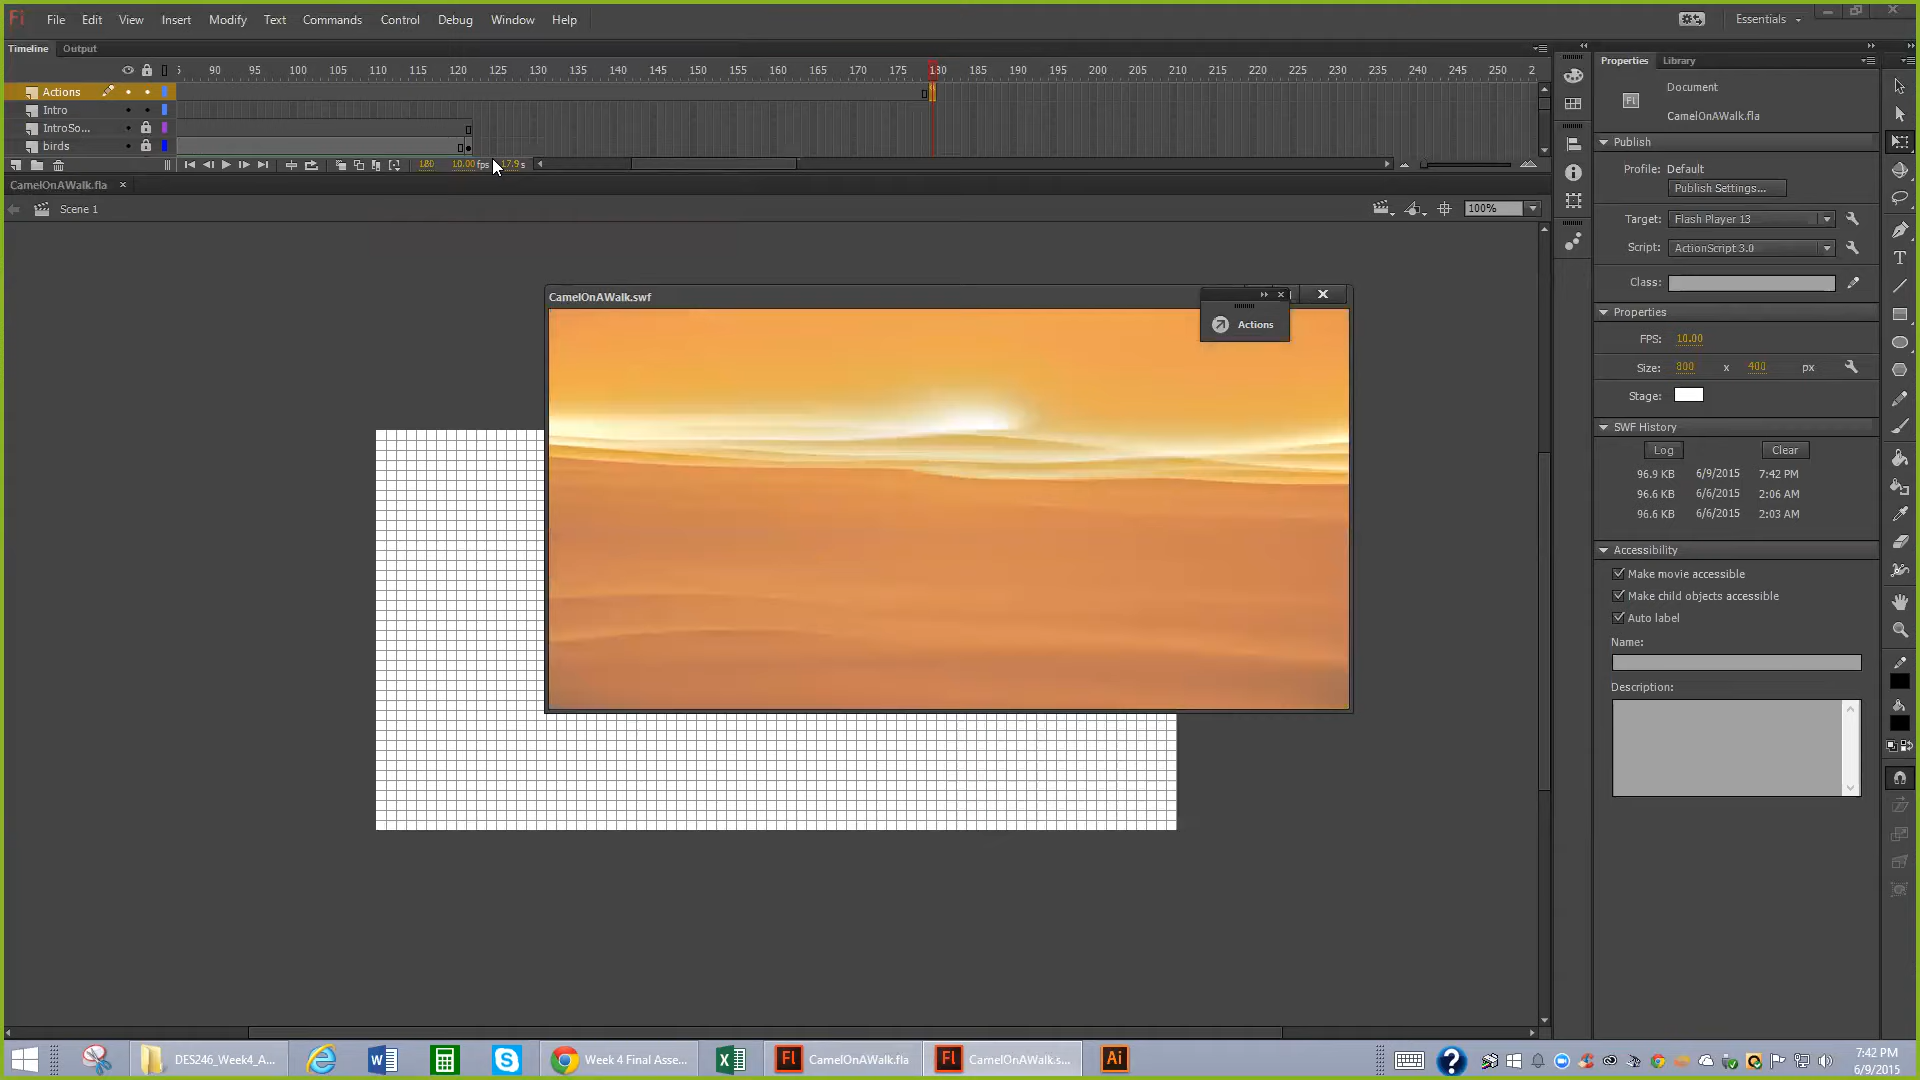 Fl File Edit View Insert Modify Text Commands Control Debug Window Help Essentials
Timeline Output
90 95 100 105 110 115 120 125 130 135 140 145 150 155 160 165 170 175 180 185 190 195 200 205 210 215 220 225 230 235 240 245 250 2
Actions
Intro
IntroSo...
birds
180 10.00 fps 17.9 s
CamelOnAWalk.fla
Scene 1
100%
CamelOnAWalk.swf
Actions
Properties Library
Fl
Document
CamelOnAWalk.fla
Publish
Profile: Default
Publish Settings...
Target: Flash Player 13
Script: ActionScript 3.0
Class:
Properties
FPS: 10.00
Size: 800 x 400 px
Stage:
SWF History
Log Clear
96.9 KB 6/9/2015 7:42 PM
96.6 KB 6/6/2015 2:06 AM
96.6 KB 6/6/2015 2:03 AM
Accessibility
Make movie accessible
Make child objects accessible
Auto label
Name:
Description:
DES246_Week4_A...
Week 4 Final Asse...
Fl CamelOnAWalk.fla
Fl CamelOnAWalk.s...
Ai
7:42 PM
6/9/2015